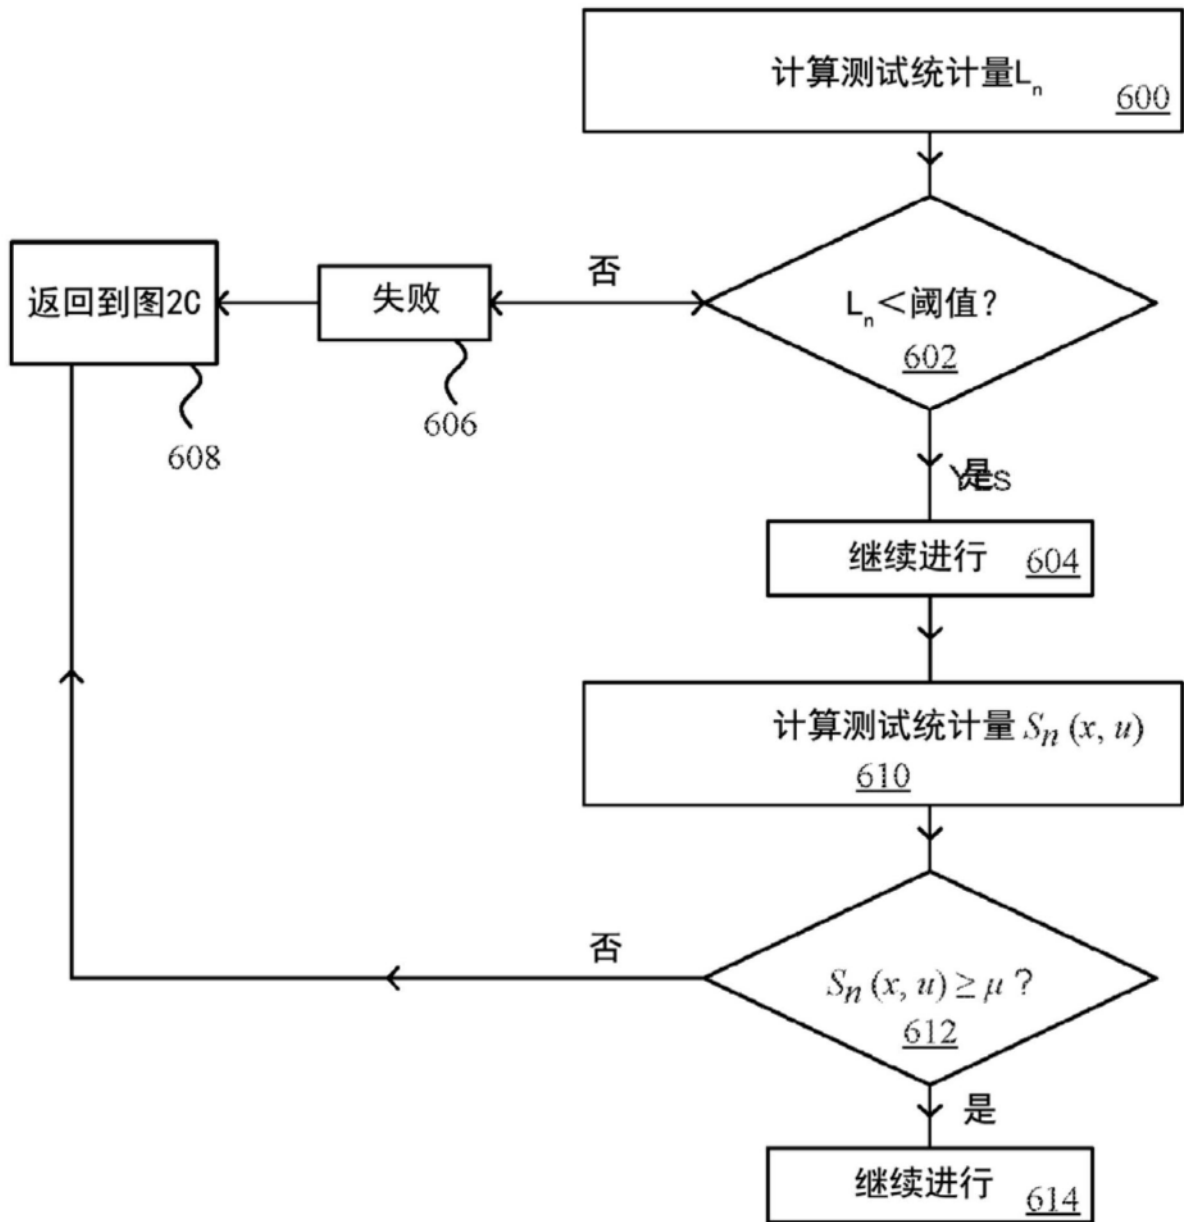 计算测试统计量Lₙ
600
返回到图2C
608
失败
606
否
Lₙ＜阈值?
602
是
YES
继续进行
604
计算测试统计量 Sₙ (x, u)
610
否
Sₙ (x, u) ≥ μ ?
612
是
继续进行
614